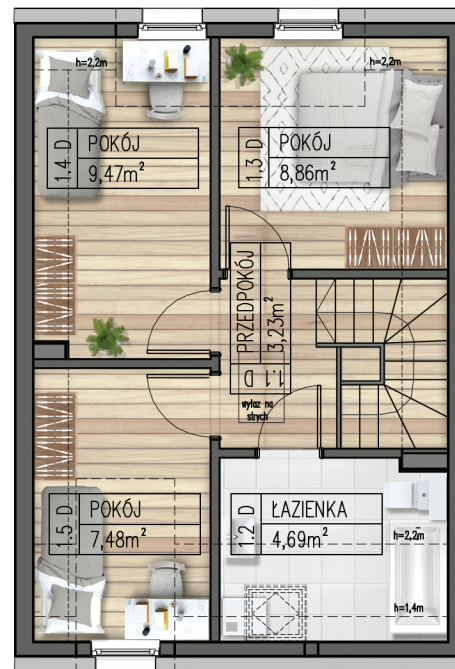 h=2,2m
h=2,2m
1.4 D
POKÓJ
9,47m²
1.3 D
POKÓJ
8,86m²
PRZEDPOKÓJ
3,23m²
1.1 D
wyłaz na
strych
1.5 D
POKÓJ
7,48m²
1.2 D
ŁAZIENKA
4,69m²
h=2,2m
h=1,4m